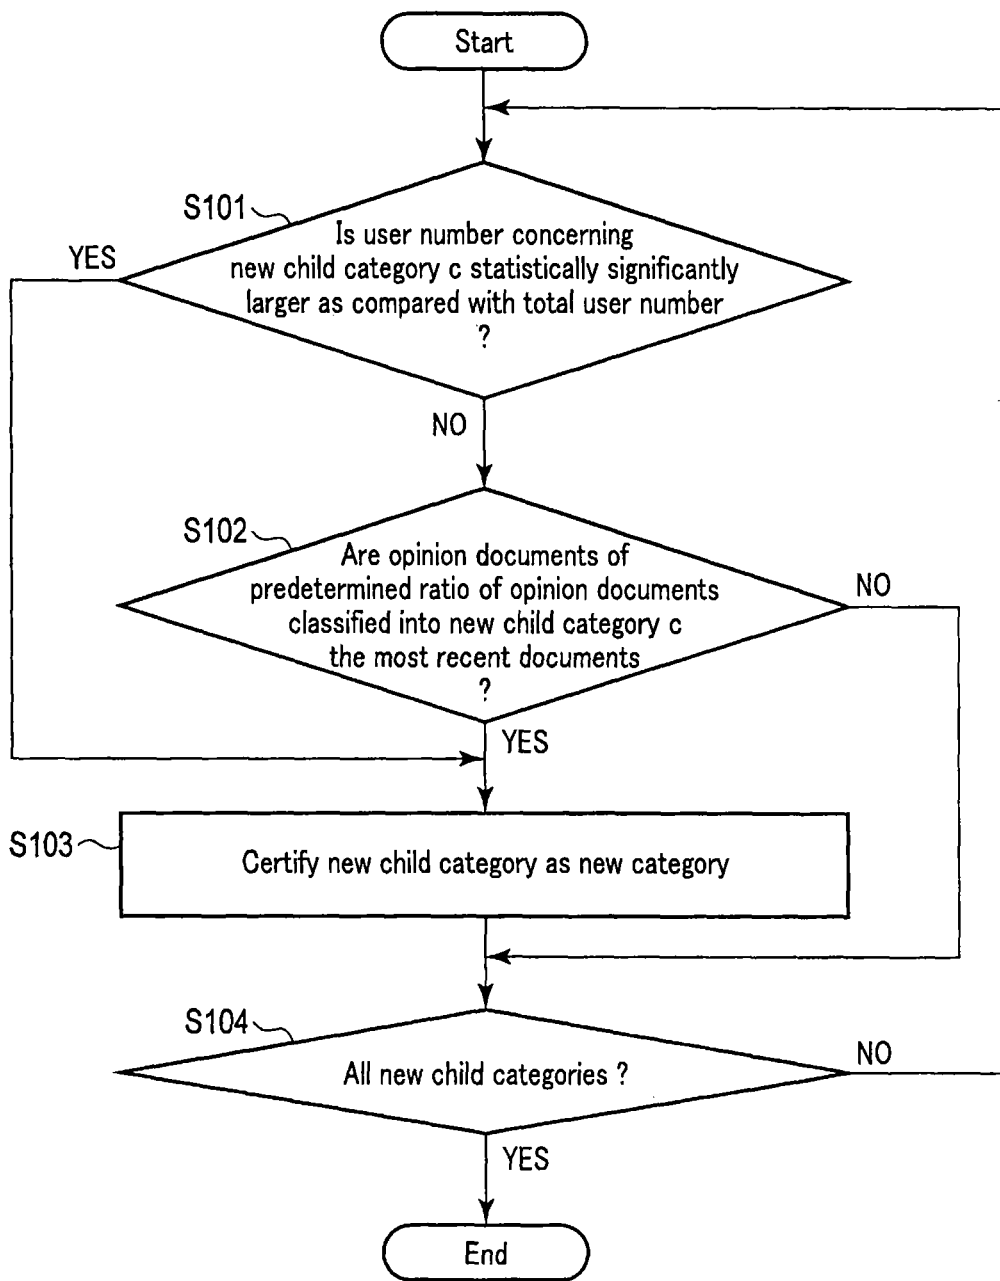 Start
S101
YES
Is user number concerning
new child category c statistically significantly
larger as compared with total user number
?
NO
S102
Are opinion documents of
predetermined ratio of opinion documents
classified into new child category c
the most recent documents
?
NO
YES
S103
Certify new child category as new category
S104
All new child categories ?
NO
YES
End